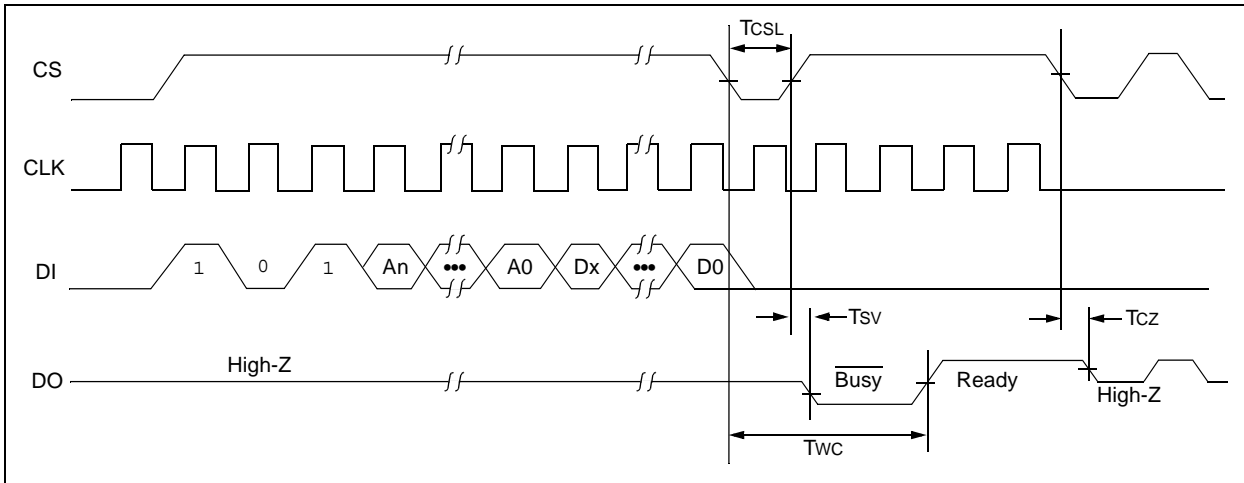 TCSL
CS
CLK
DI
1 0 1 An ••• A0 Dx ••• D0
TSV
TCZ
High-Z
DO
Busy
Ready
High-Z
TWC